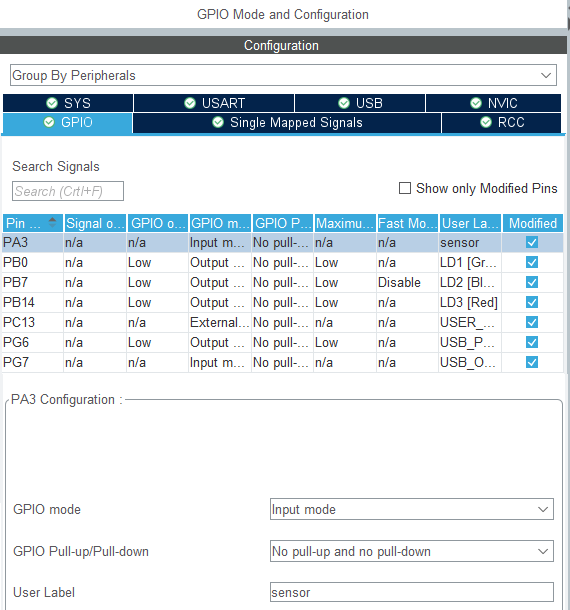 GPIO Mode and Configuration
Configuration
Group By Peripherals
SYS USART USB NVIC
GPIO Single Mapped Signals RCC
Search Signals
Search (CrtI+F)
Show only Modified Pins
Pin ... Signal o... GPIO o... GPIO m... GPIO P... Maximu... Fast Mo... User La... Modified
PA3 n/a n/a Input m... No pull-... n/a n/a sensor
PB0 n/a Low Output ... No pull-... Low n/a LD1 [Gr...
PB7 n/a Low Output ... No pull-... Low Disable LD2 [Bl...
PB14 n/a Low Output ... No pull-... Low n/a LD3 [Red]
PC13 n/a n/a External... No pull-... n/a n/a USER_...
PG6 n/a Low Output ... No pull-... Low n/a USB_P...
PG7 n/a n/a Input m... No pull-... n/a n/a USB_O...
PA3 Configuration :
GPIO mode Input mode
GPIO Pull-up/Pull-down No pull-up and no pull-down
User Label sensor